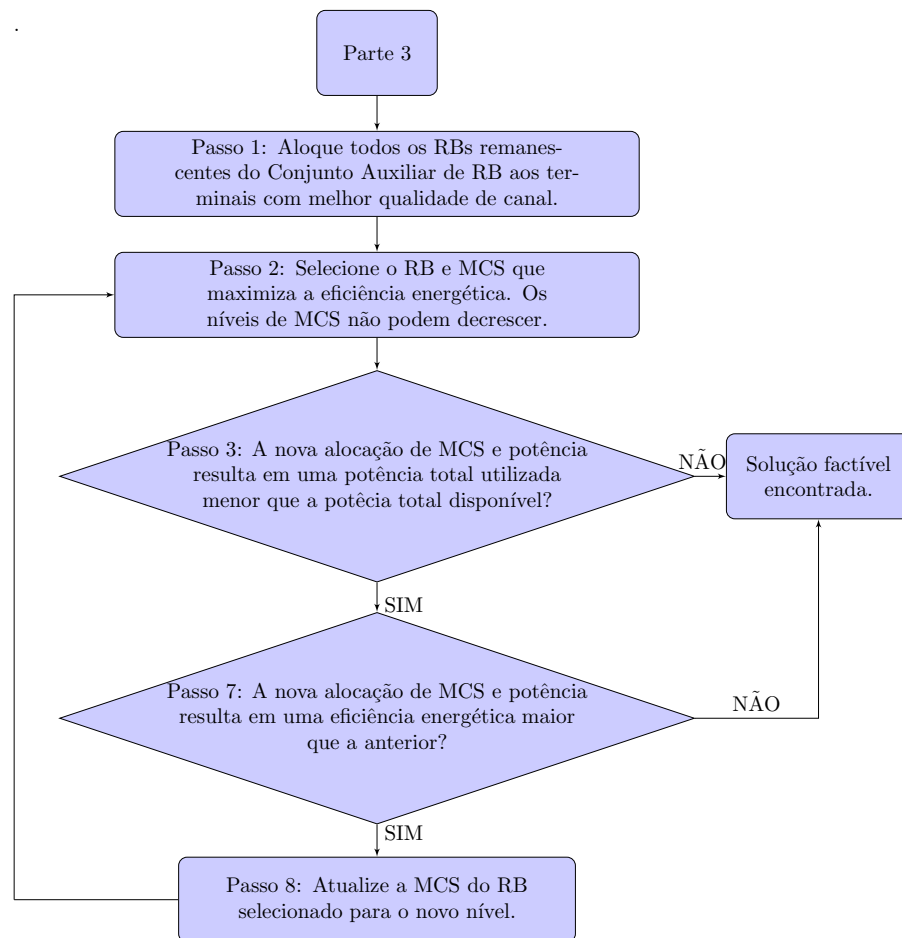 .
Parte 3
Passo 1: Aloque todos os RBs remanes-
centes do Conjunto Auxiliar de RB aos ter-
minais com melhor qualidade de canal.
Passo 2: Selecione o RB e MCS que
maximiza a eficiência energética. Os
níveis de MCS não podem decrescer.
Passo 3: A nova alocação de MCS e potência
resulta em uma potência total utilizada
menor que a potêcia total disponível?
NÃO
Solução factível
encontrada.
SIM
Passo 7: A nova alocação de MCS e potência
resulta em uma eficiência energética maior
que a anterior?
NÃO
SIM
Passo 8: Atualize a MCS do RB
selecionado para o novo nível.